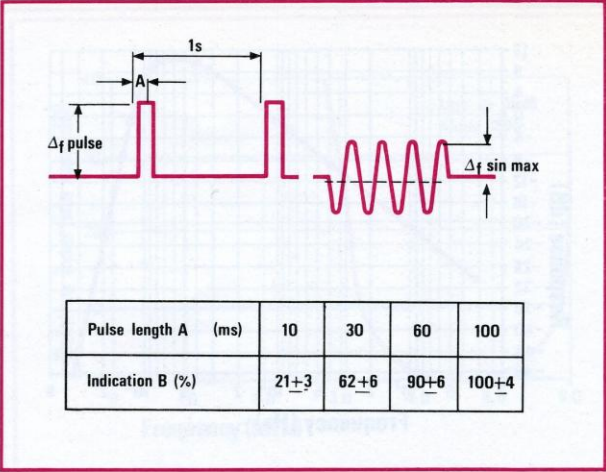 1s
A
Δf pulse
Δf sin max
Pulse length A (ms) 10 30 60 100
Indication B (%) 21±3 62±6 90±6 100±4